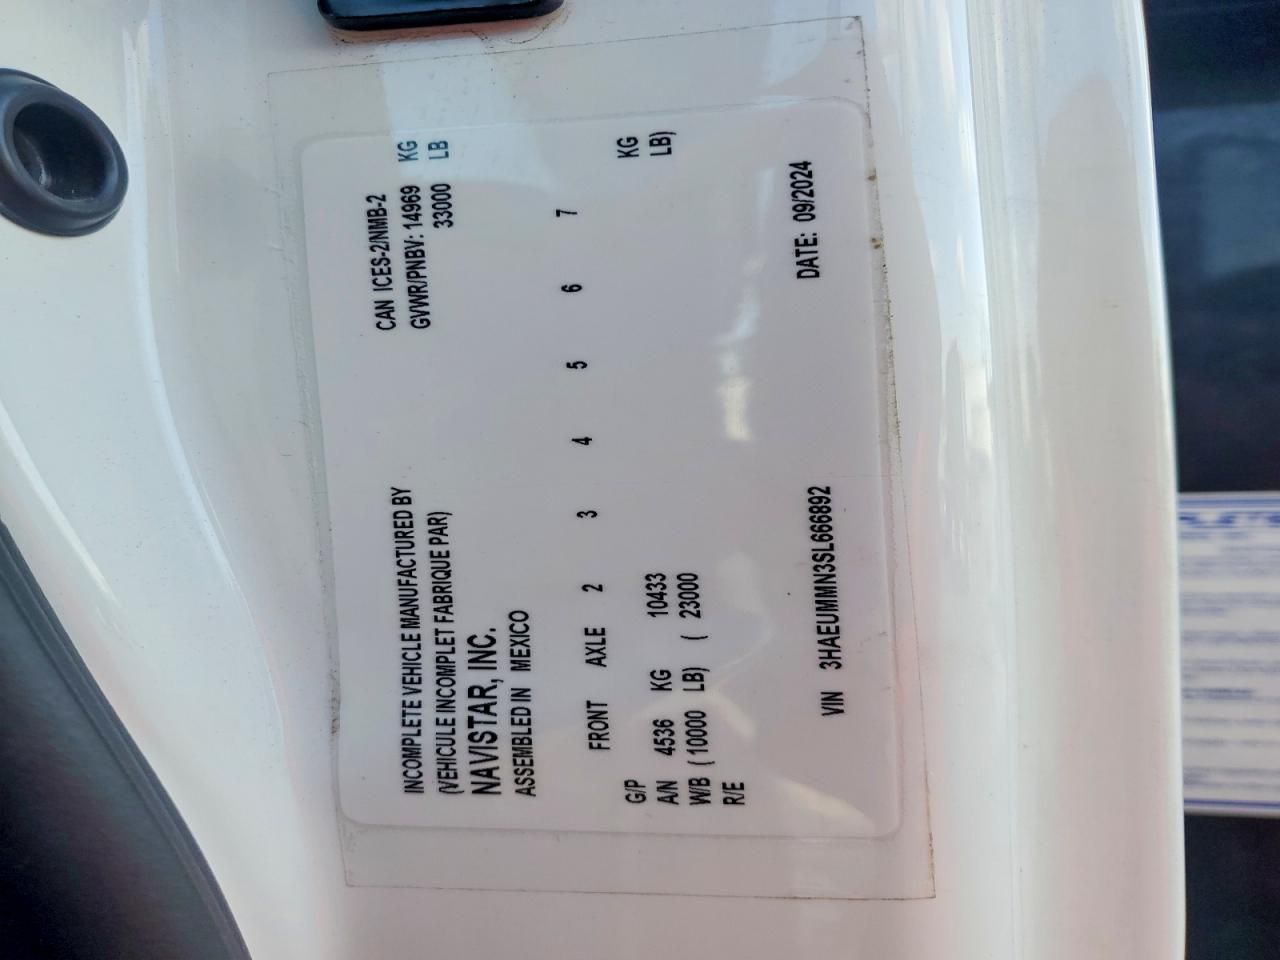 INCOMPLETE VEHICLE MANUFACTURED BY
(VEHICULE INCOMPLET FABRIQUE PAR)
NAVISTAR, INC.
ASSEMBLED IN MEXICO
CAN ICES-2/NMB-2
GVWR/PNBV: 14969 KG
33000 LB
FRONT AXLE 2 3 4 5 6 7
G/P
A/N 4536 KG 10433 KG
W/B ( 10000 LB) ( 23000 LB)
R/E
VIN 3HAEUMMN3SL666892 DATE: 09/2024